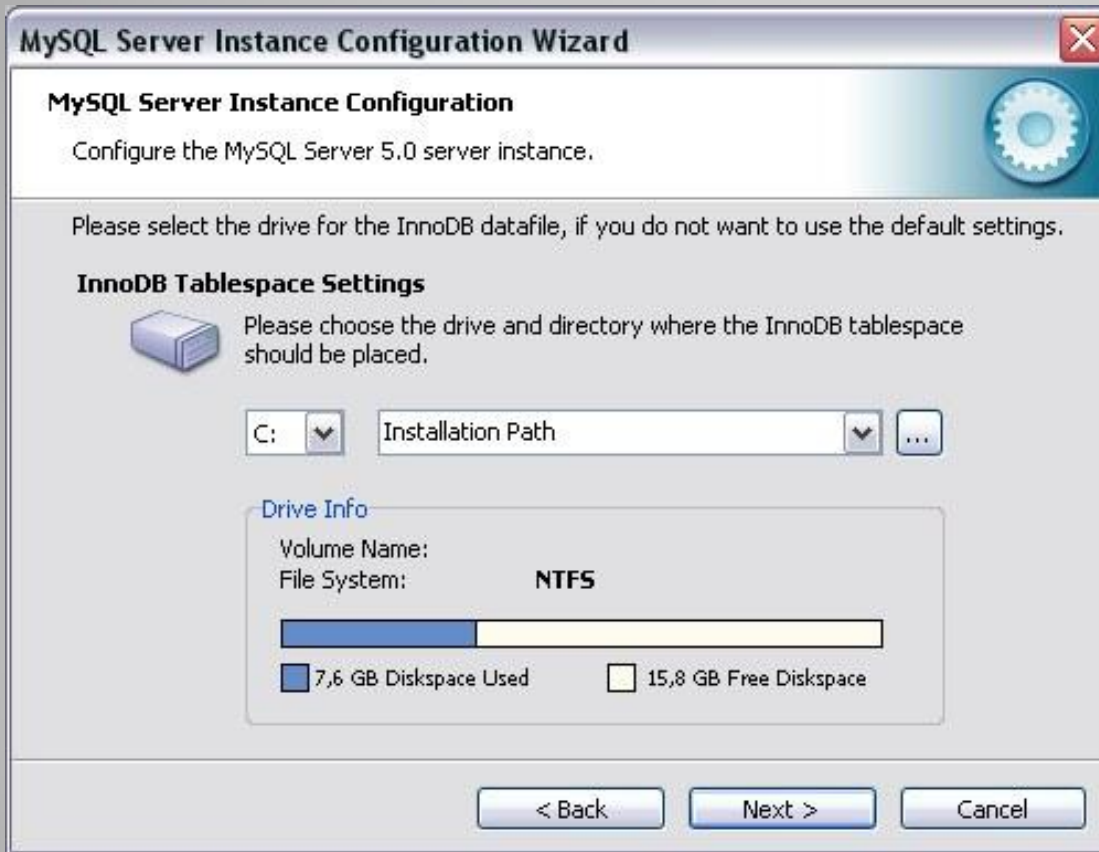 MySQL Server Instance Configuration Wizard
MySQL Server Instance Configuration
Configure the MySQL Server 5.0 server instance.
Please select the drive for the InnoDB datafile, if you do not want to use the default settings.
InnoDB Tablespace Settings
Please choose the drive and directory where the InnoDB tablespace
should be placed.
C: Installation Path ...
Drive Info
Volume Name:
File System: NTFS
7,6 GB Diskspace Used 15,8 GB Free Diskspace
< Back Next > Cancel